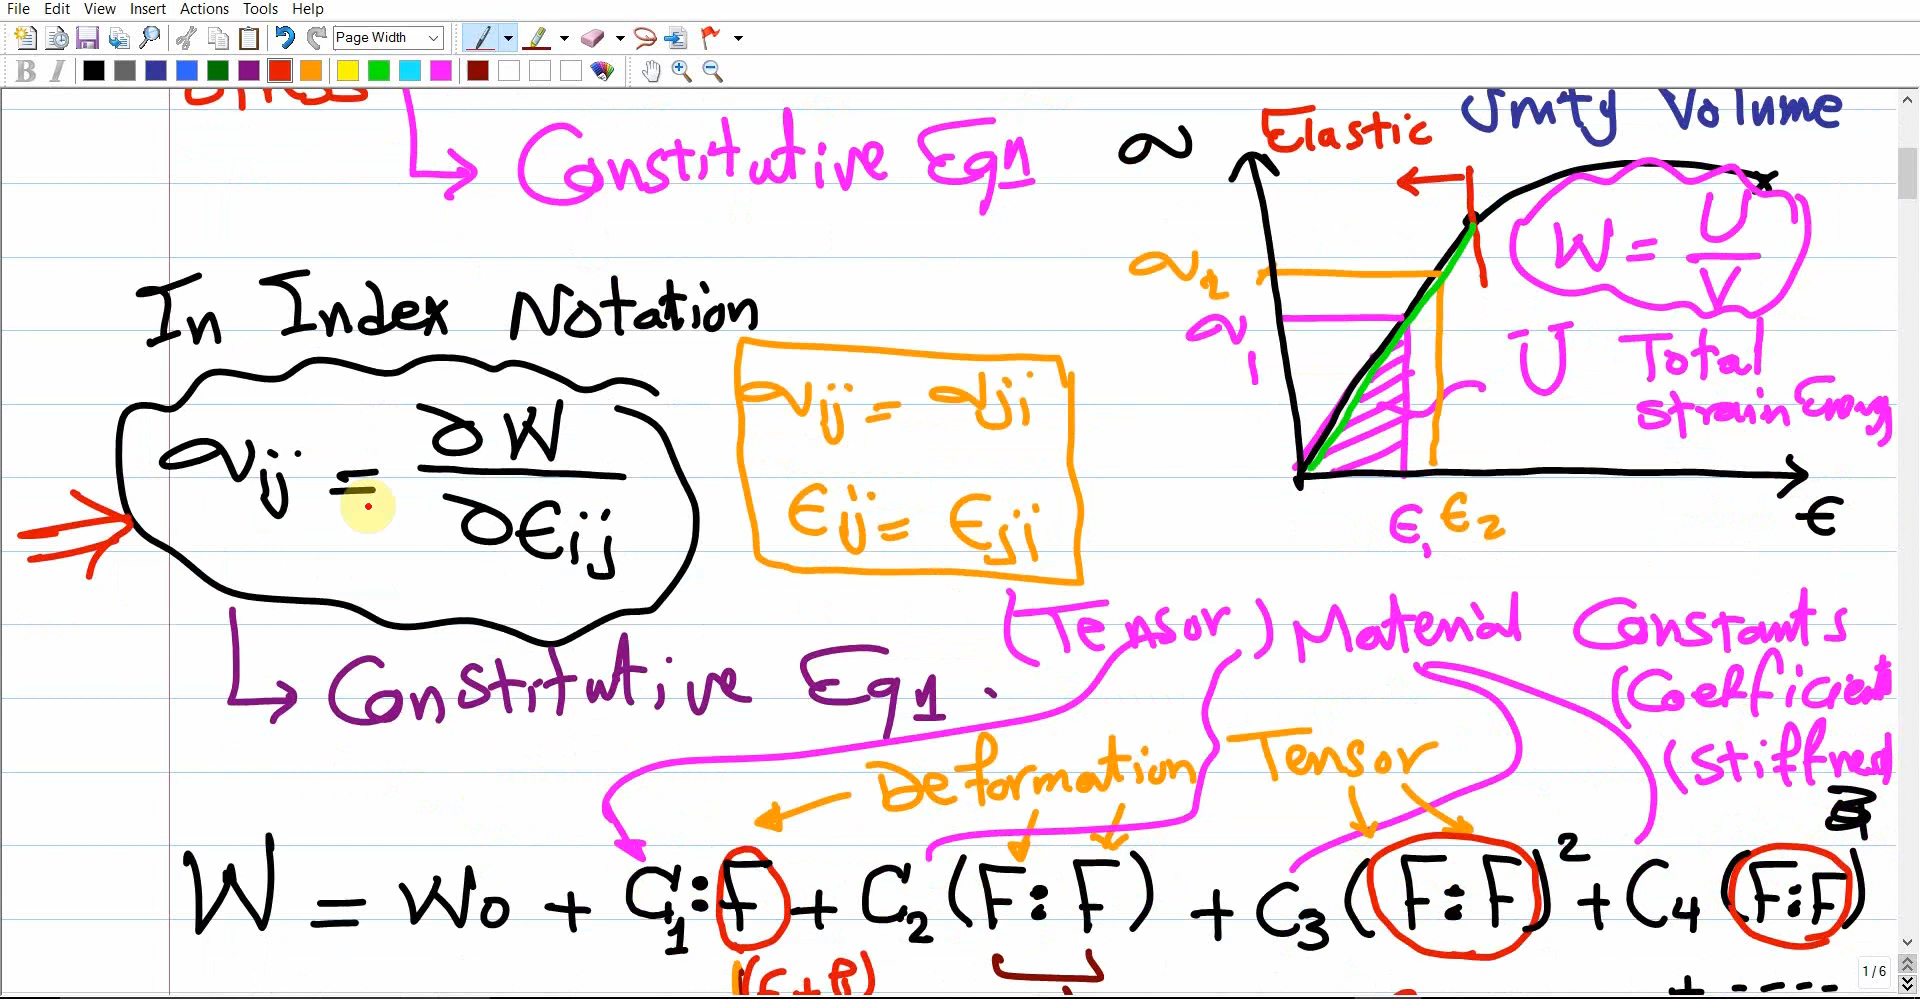 File Edit View Insert Actions Tools Help
Page Width
B I
Stress
Constitutive Eqn
Elastic
Unity Volume
σ
W = U/V
σ2
σ1
U Total
Strain Energy
ϵ1 ϵ2
ϵ
In Index Notation
σij = ∂W/∂ϵij
σij = σji
ϵij = ϵji
Constitutive Eqn.
(Tensor) Material Constants
(Coefficient
(Stiffness
Deformation Tensor
W = W0 + C1:F + C2 (F:F) + C3 (F:F)² + C4 (F:F)³
+ ----
1/6